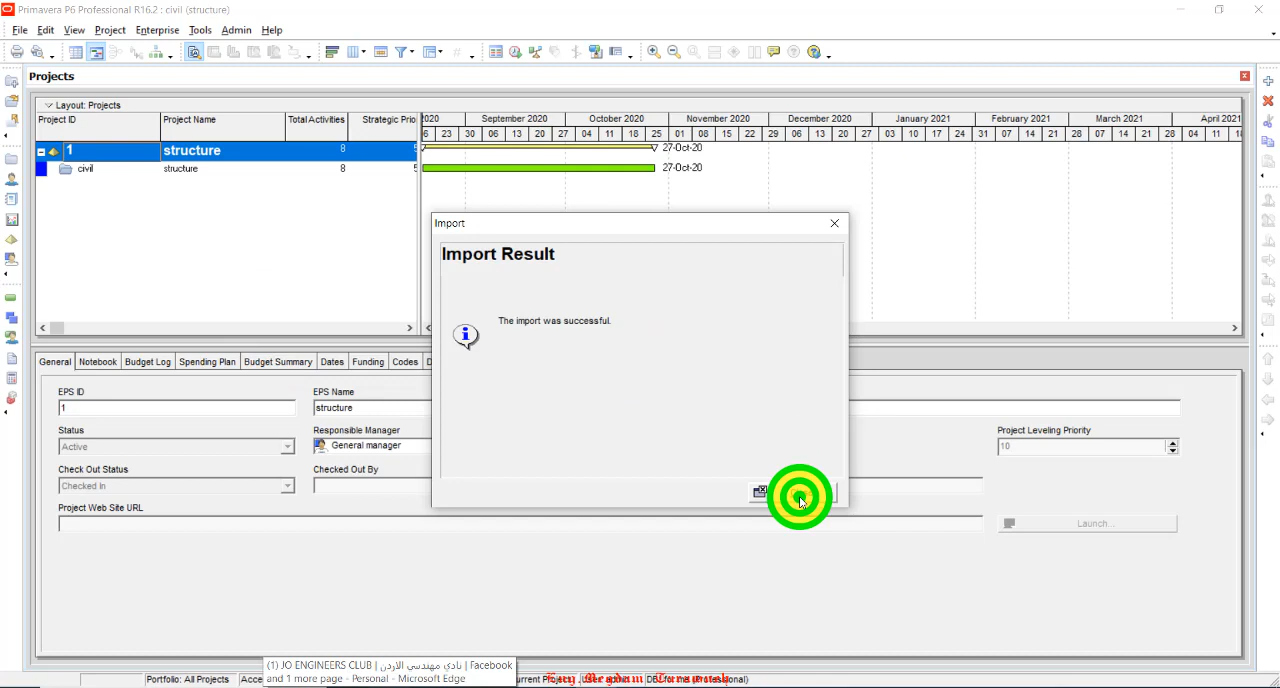 Primavera P6 Professional R16.2 : civil (structure)
File Edit View Project Enterprise Tools Admin Help
Projects
Layout: Projects
Project ID Project Name Total Activities Strategic Prio 2020 September 2020 October 2020 November 2020 December 2020 January 2021 February 2021 March 2021 April 2021
6 23 30 06 13 20 27 04 11 18 25 01 08 15 22 29 06 13 20 27 03 10 17 24 31 07 14 21 28 07 14 21 28 04 11
1 structure 8 5 27-Oct-20
civil structure 8 5 27-Oct-20
Import
Import Result
The import was successful.
General Notebook Budget Log Spending Plan Budget Summary Dates Funding Codes D
EPS ID EPS Name
1 structure
Status Responsible Manager Project Leveling Priority
Active General manager 10
Check Out Status Checked Out By
Checked In
Project Web Site URL
Launch...
(1) JO ENGINEERS CLUB | نادي مهندسي الاردن | Facebook
and 1 more page - Personal - Microsoft Edge
Portfolio: All Projects